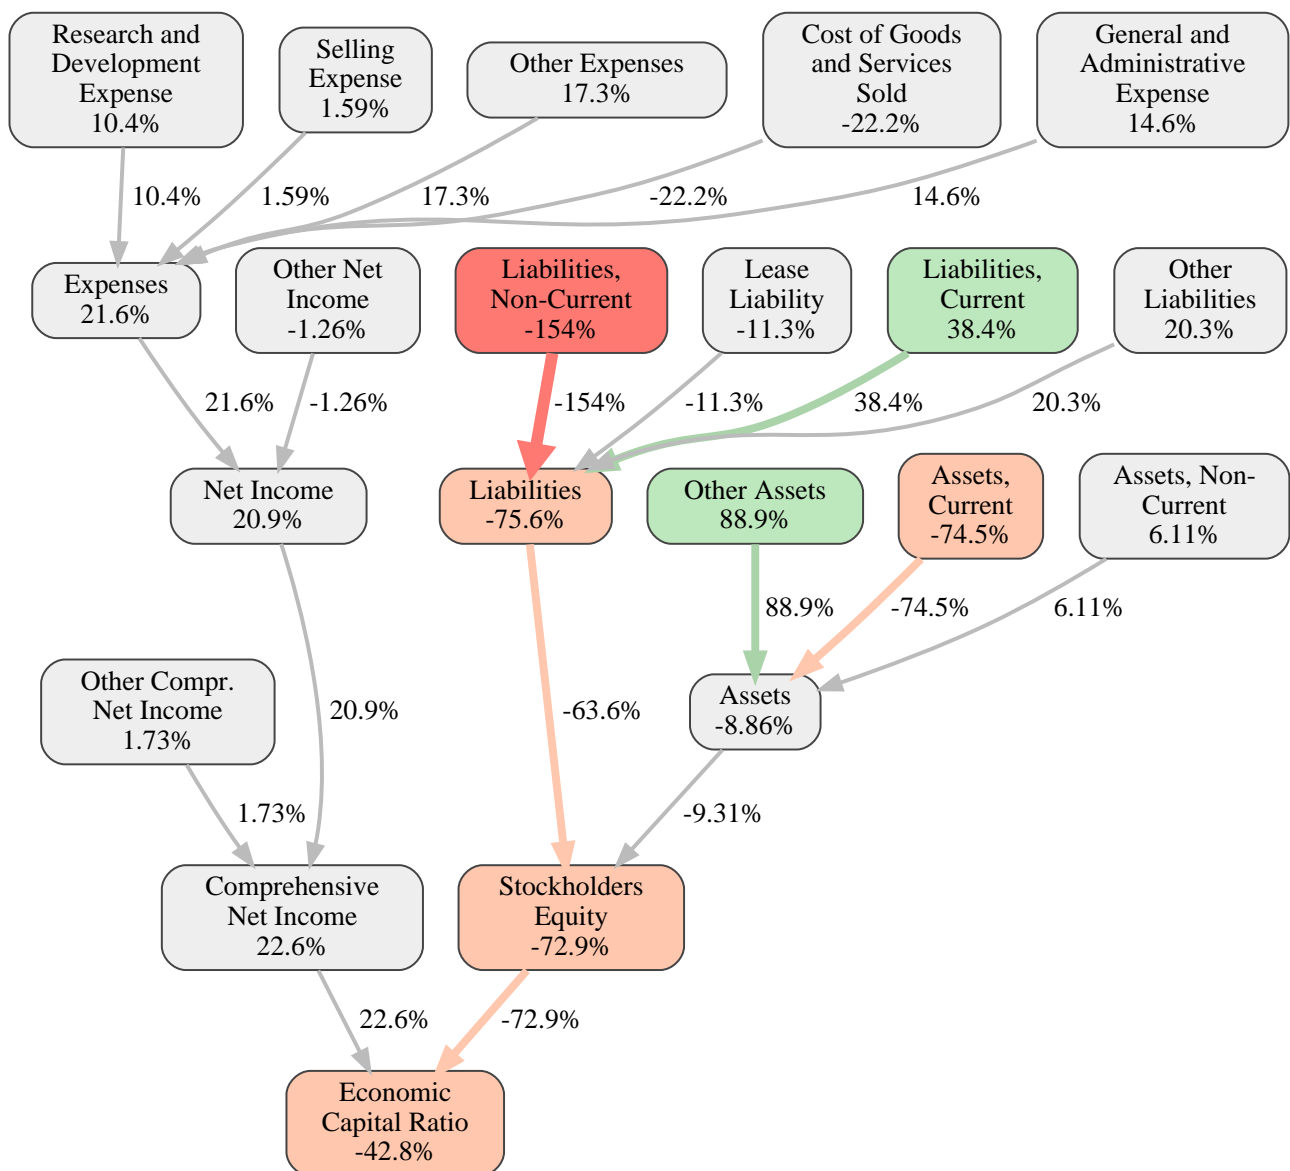 Research and
Development
Expense
10.4%
Selling
Expense
1.59%
Other Expenses
17.3%
Cost of Goods
and Services
Sold
-22.2%
General and
Administrative
Expense
14.6%
10.4%
1.59%
17.3%
-22.2%
14.6%
Expenses
21.6%
Other Net
Income
-1.26%
Liabilities,
Non-Current
-154%
Lease
Liability
-11.3%
Liabilities,
Current
38.4%
Other
Liabilities
20.3%
21.6%
-1.26%
-154%
-11.3%
38.4%
20.3%
Net Income
20.9%
Liabilities
-75.6%
Other Assets
88.9%
Assets,
Current
-74.5%
Assets, Non-
Current
6.11%
88.9%
-74.5%
6.11%
Other Compr.
Net Income
1.73%
20.9%
-63.6%
Assets
-8.86%
1.73%
-9.31%
Comprehensive
Net Income
22.6%
Stockholders
Equity
-72.9%
22.6%
-72.9%
Economic
Capital Ratio
-42.8%